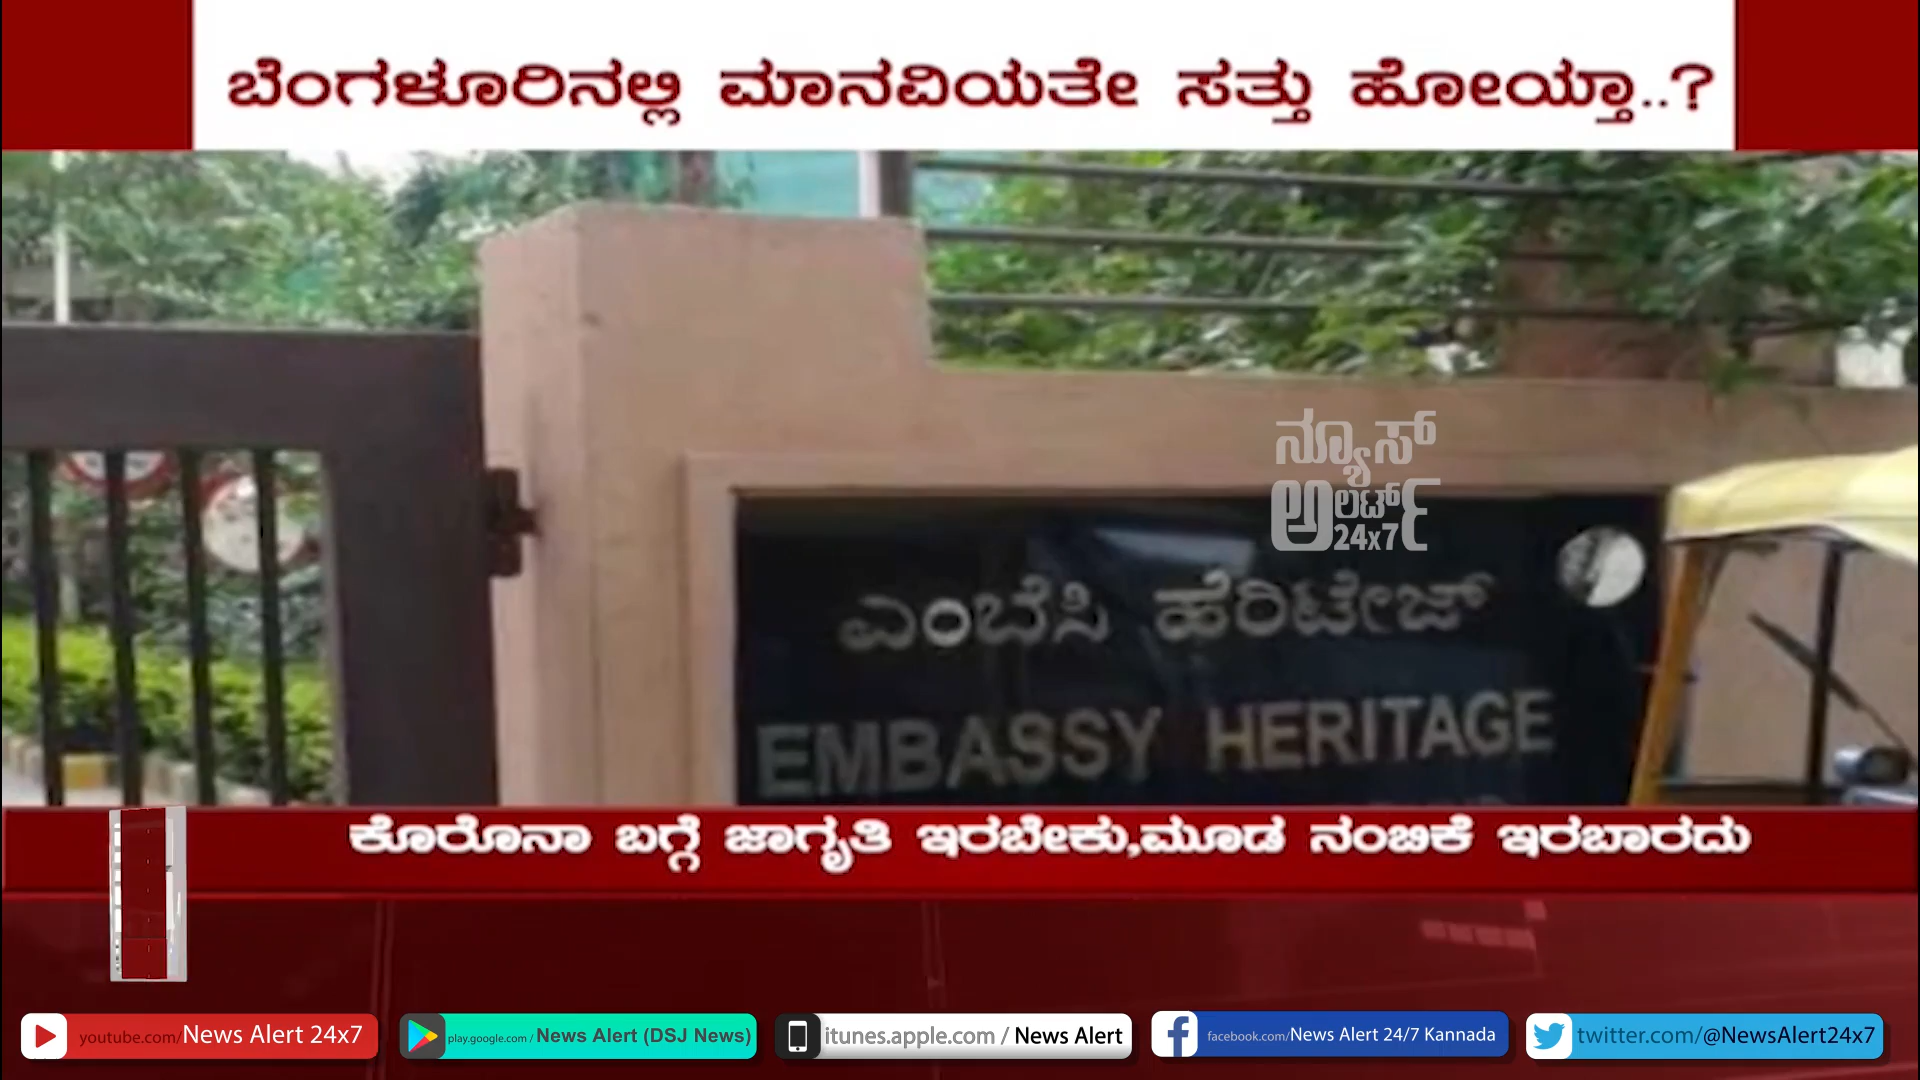 ಬೆಂಗಳೂರಿನಲ್ಲಿ ಮಾನವಿಯತೇ ಸತ್ತು ಹೋಯ್ತಾ..?
ನ್ಯೂಸ್
ಅಲರ್ಟ್
24x7
ಎಂಬೆಸಿ ಹೆರಿಟೇಜ್
EMBASSY HERITAGE
ಕೊರೊನಾ ಬಗ್ಗೆ ಜಾಗೃತಿ ಇರಬೇಕು,ಮೂಡ ನಂಬಿಕೆ ಇರಬಾರದು
youtube.com/News Alert 24x7
play.google.com / News Alert (DSJ News)
itunes.apple.com / News Alert
facebook.com/News Alert 24/7 Kannada
twitter.com/@NewsAlert24x7